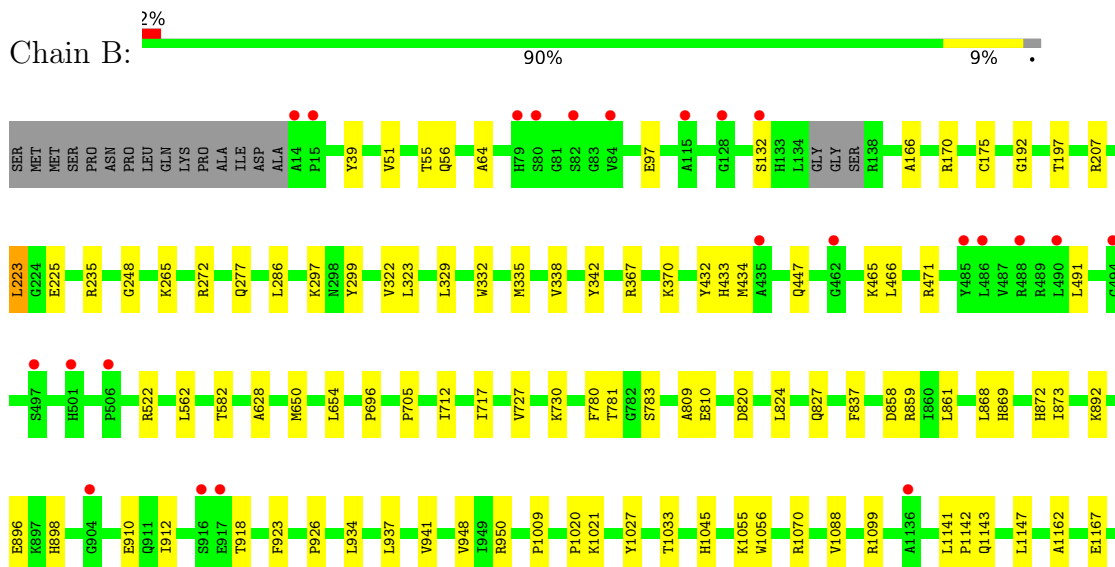 2%
Chain B:
90% 9% •
SER MET MET SER PRO ASN PRO LEU GLN LYS PRO ALA ILE ASP ALA A14 P15 Y39 V51 T55 Q56 A64 H79 S80 G81 S82 G83 V84 E97 A115 G128 S132 H133 L134 GLY GLY SER R138 A166 R170 C175 G192 T197 R207
L223 G224 E225 R235 G248 K265 R272 Q277 L286 K297 N298 Y299 V322 L323 L329 W332 M335 V338 Y342 R367 K370 Y432 H433 M434 A435 Q447 G462 K465 L466 R471 Y485 L486 V487 R488 R489 L490 L491 G494
S497 H501 P506 R522 L562 T582 A628 M650 L654 P696 P705 I712 I717 V727 K730 F780 T781 G782 S783 A809 E810 D820 L824 Q827 F837 D858 R859 I860 L861 L868 H869 H872 I873 K892
E896 K897 H898 G904 E910 Q911 I912 S916 E917 T918 F923 P926 L934 L937 V941 V948 I949 R950 P1009 P1020 K1021 Y1027 T1033 H1045 K1055 W1056 R1070 V1088 R1099 A1136 L1141 P1142 Q1143 L1147 A1162 E1167